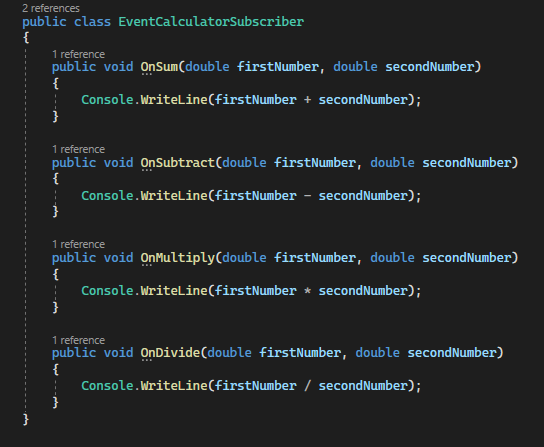 2 references
public class EventCalculatorSubscriber
{
1 reference
public void OnSum(double firstNumber, double secondNumber)
{
Console.WriteLine(firstNumber + secondNumber);
}
1 reference
public void OnSubtract(double firstNumber, double secondNumber)
{
Console.WriteLine(firstNumber - secondNumber);
}
1 reference
public void OnMultiply(double firstNumber, double secondNumber)
{
Console.WriteLine(firstNumber * secondNumber);
}
1 reference
public void OnDivide(double firstNumber, double secondNumber)
{
Console.WriteLine(firstNumber / secondNumber);
}
}